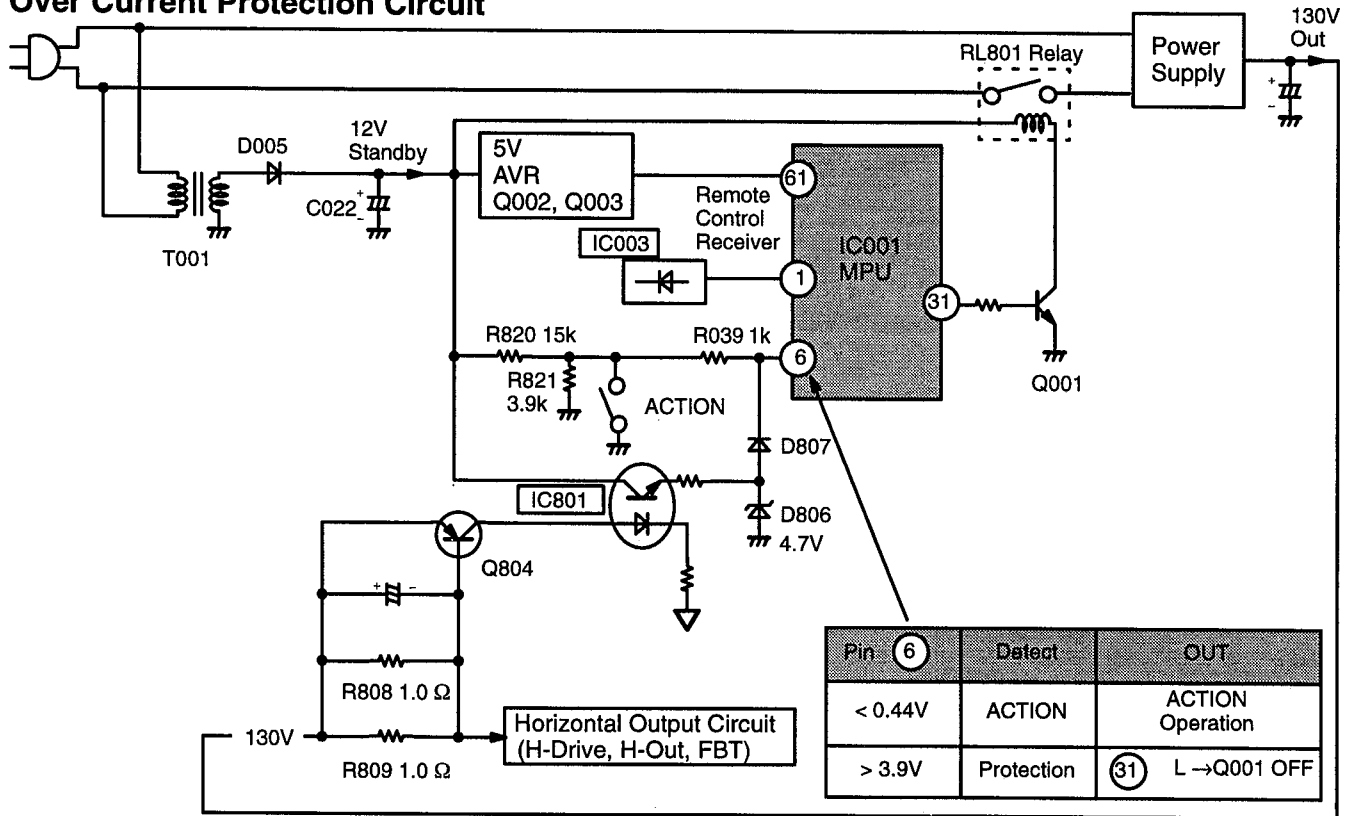 Over Current Protection Circuit
130V
Out
RL801 Relay
Power
Supply
+
-
D005
12V
Standby
C022
+
-
T001
5V
AVR
Q002, Q003
61
Remote
Control
Receiver
IC003
1
IC001
MPU
31
Q001
R820 15k
R821
3.9k
ACTION
R039 1k
6
D807
D806
4.7V
IC801
Q804
+ -
R808 1.0 Ω
130V
R809 1.0 Ω
Horizontal Output Circuit
(H-Drive, H-Out, FBT)
Pin 6 Detect OUT
< 0.44V ACTION ACTION
Operation
> 3.9V Protection 31 L →Q001 OFF